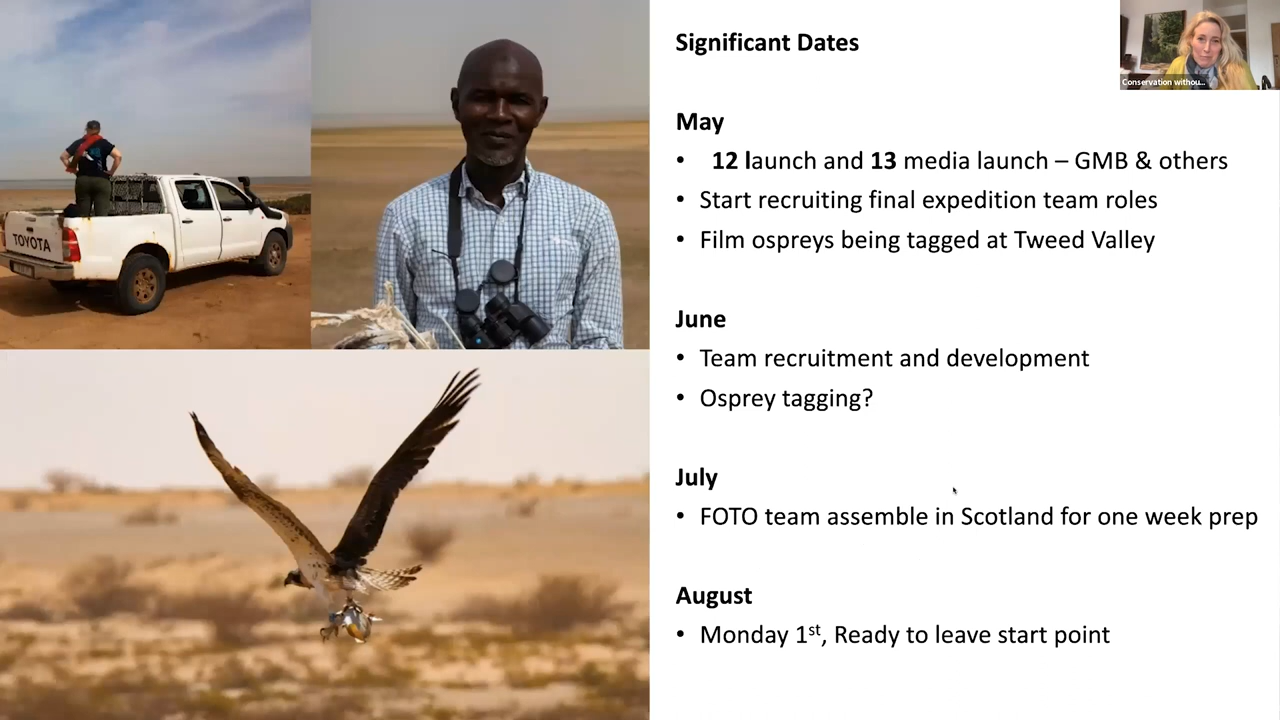 Significant Dates
Conservation withou...
May
• 12 launch and 13 media launch – GMB & others
• Start recruiting final expedition team roles
• Film ospreys being tagged at Tweed Valley
TOYOTA
June
• Team recruitment and development
• Osprey tagging?
July
• FOTO team assemble in Scotland for one week prep
August
• Monday 1st, Ready to leave start point